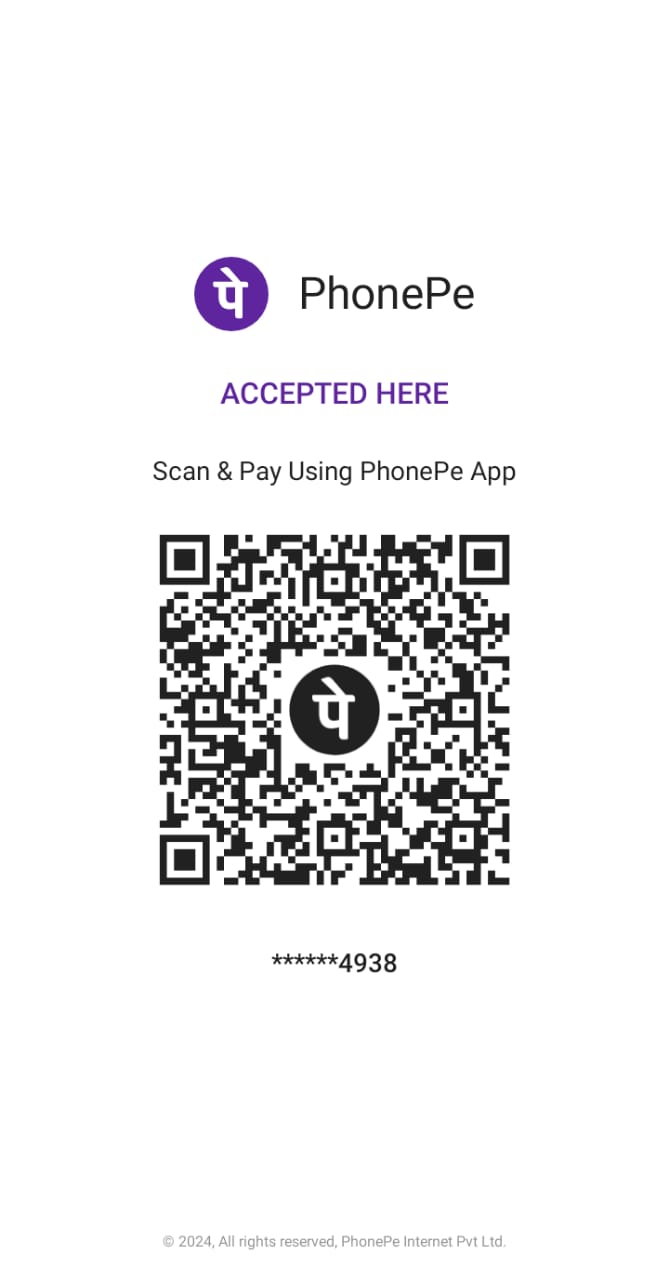 पे PhonePe
ACCEPTED HERE
Scan & Pay Using PhonePe App
पे
******4938
© 2024, All rights reserved, PhonePe Internet Pvt Ltd.